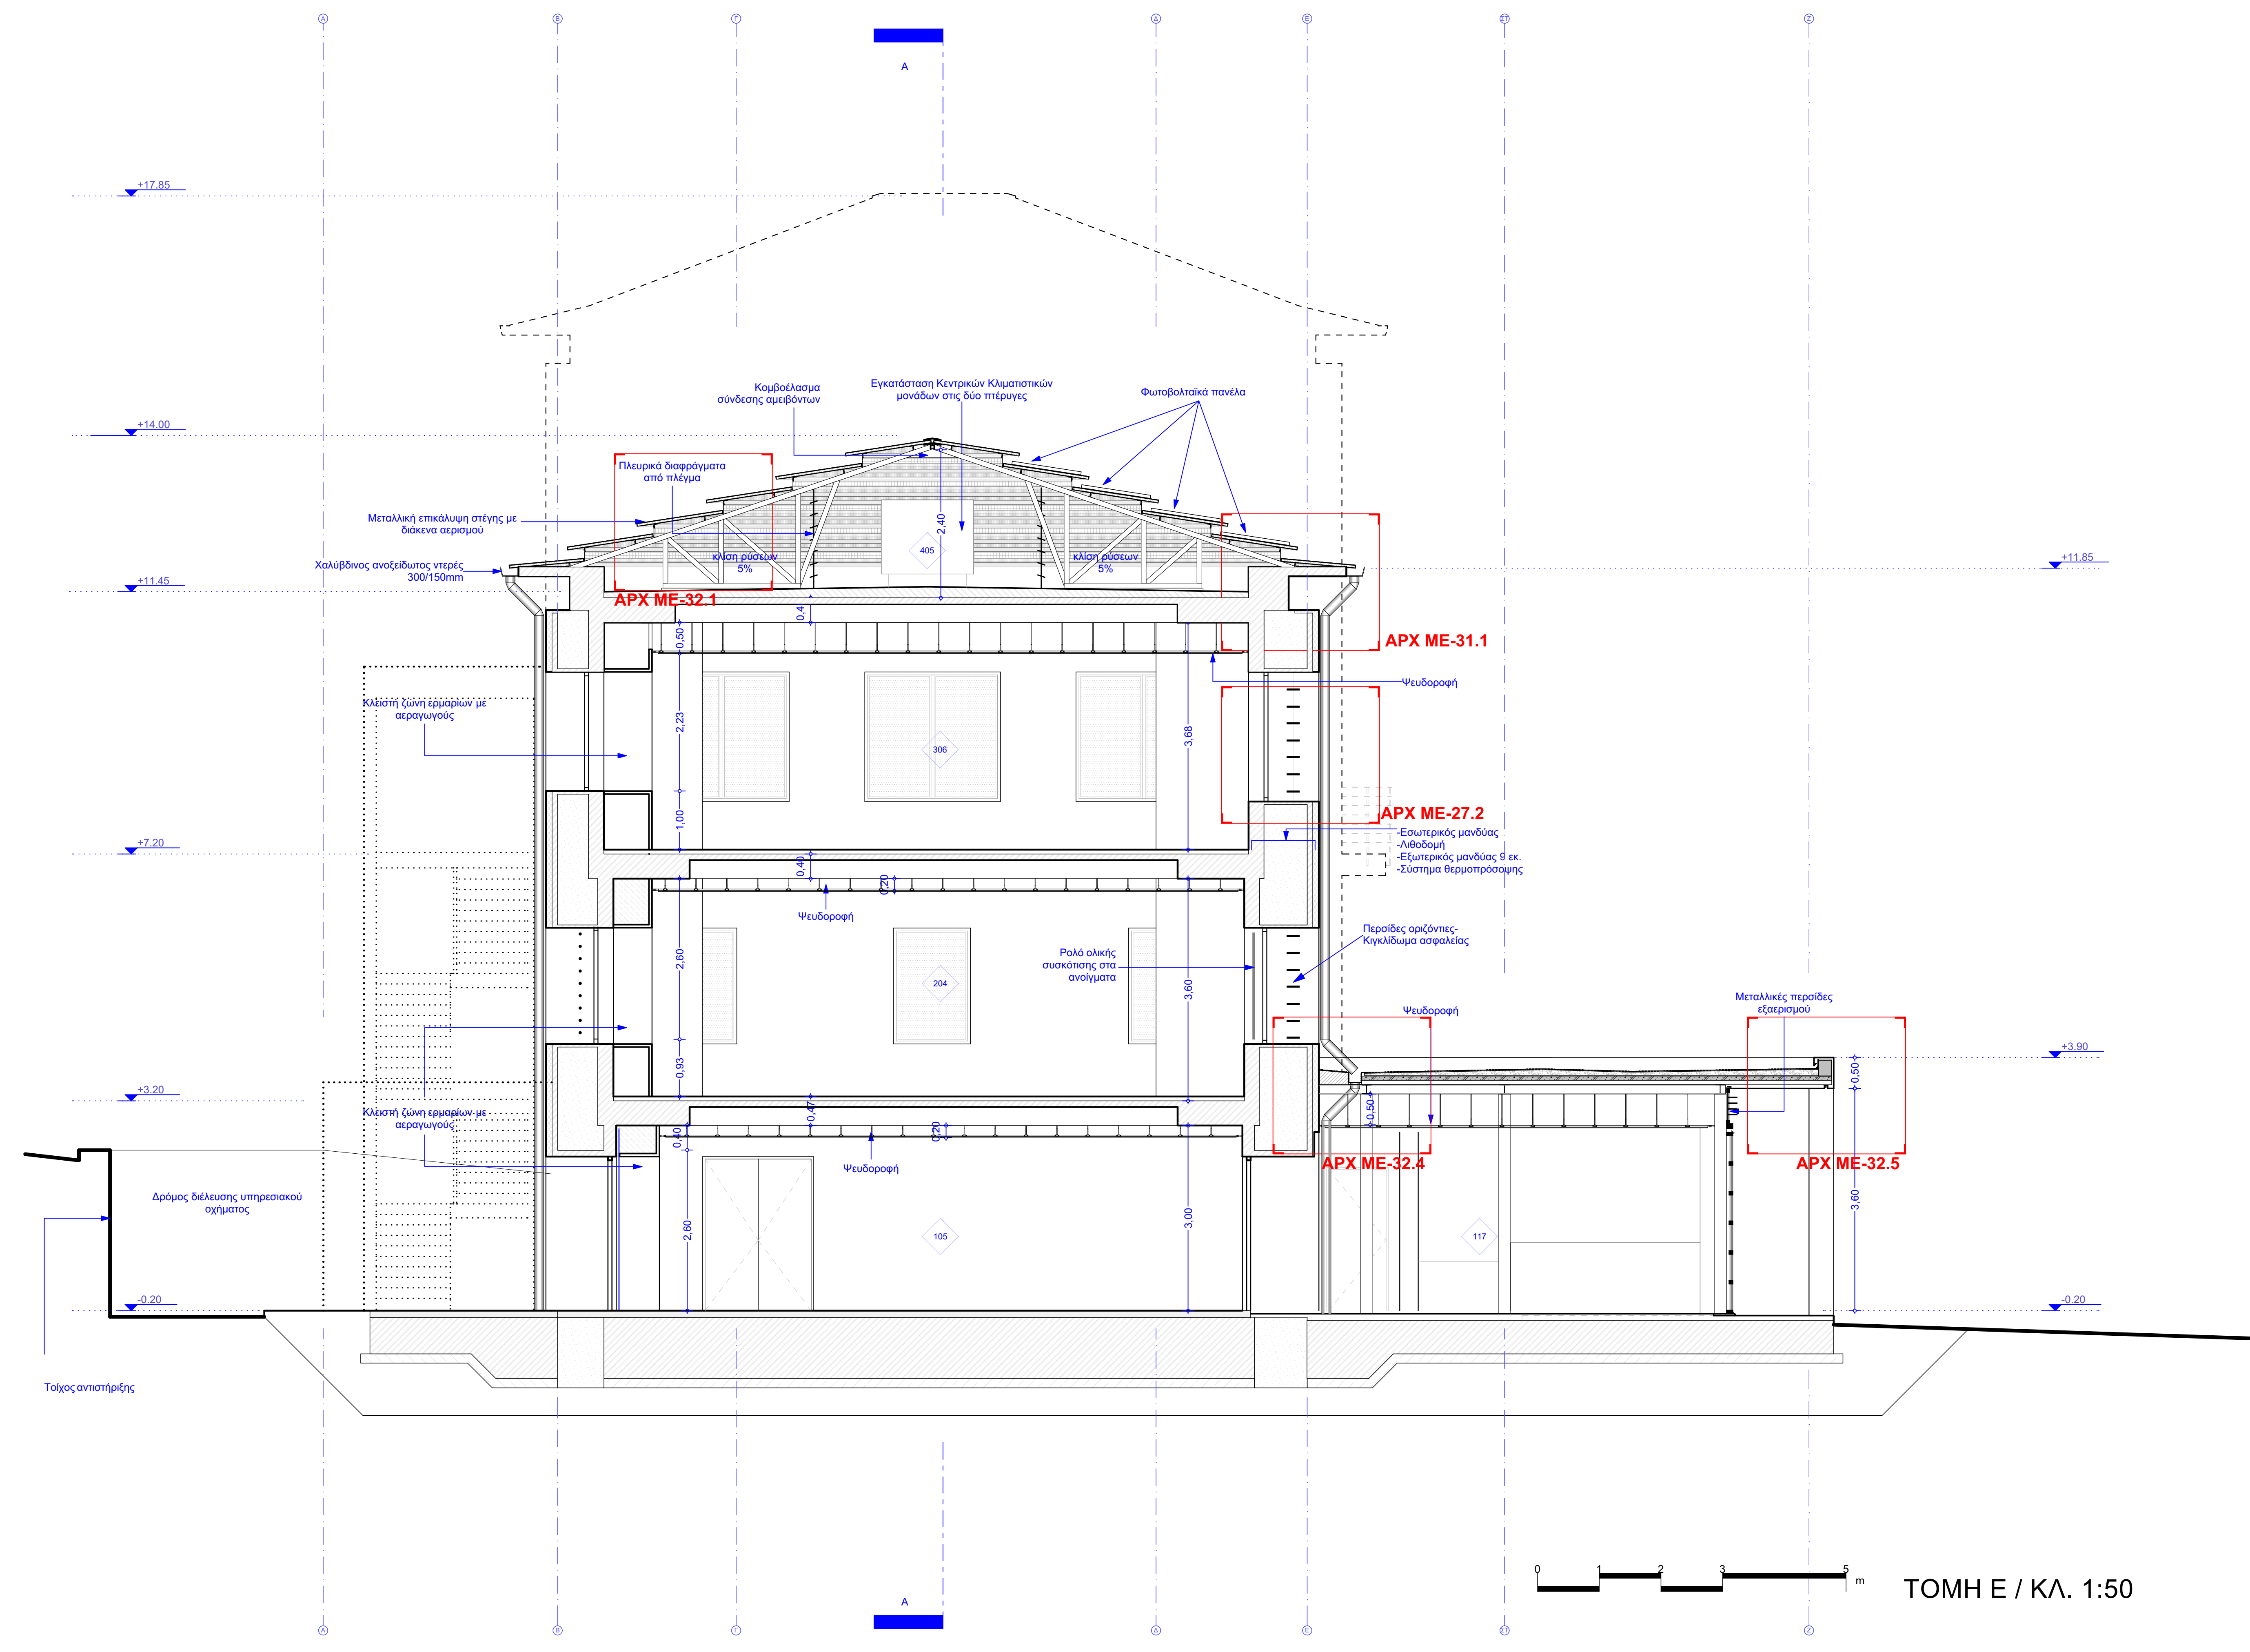 Α
Β
Γ
Δ
Ε
ΣΤ
Ζ
A
+17.85
Κομβοέλασμα
σύνδεσης αμειβόντων
Εγκατάσταση Κεντρικών Κλιματιστικών
μονάδων στις δύο πτέρυγες
Φωτοβολταϊκά πανέλα
+14.00
Πλευρικά διαφράγματα
από πλέγμα
Μεταλλική επικάλυψη στέγης με
διάκενα αερισμού
2,40
405
κλίση ρύσεων
5%
κλίση ρύσεων
5%
Χαλύβδινος ανοξείδωτος ντερές
300/150mm
+11.85
+11.45
ΑΡΧ ΜΕ-32.1
0,4
0,50
ΑΡΧ ΜΕ-31.1
Ψευδοροφή
Κλειστή ζώνη ερμαρίων με
αεραγωγούς
2,23
306
3,68
1,00
ΑΡΧ ΜΕ-27.2
-Εσωτερικός μανδύας
-Λιθοδομή
-Εξωτερικός μανδύας 9 εκ.
-Σύστημα θερμοπρόσοψης
+7.20
0,40
0,20
Ψευδοροφή
Περσίδες οριζόντιες-
Κιγκλίδωμα ασφαλείας
Ρολό ολικής
συσκότισης στα
ανοίγματα
2,60
204
3,60
Μεταλλικές περσίδες
εξαερισμού
Ψευδοροφή
+3.90
0,93
0,50
+3.20
Κλειστή ζώνη ερμαρίων με
αεραγωγούς
0,47
0,50
0,40
0,20
Ψευδοροφή
ΑΡΧ ΜΕ-32.4
ΑΡΧ ΜΕ-32.5
Δρόμος διέλευσης υπηρεσιακού
οχήματος
2,60
105
3,00
117
3,60
-0.20
-0.20
Τοίχος αντιστήριξης
0 1 2 3 5
m
ΤΟΜΗ Ε / ΚΛ. 1:50
A
Α
Β
Γ
Δ
Ε
ΣΤ
Ζ